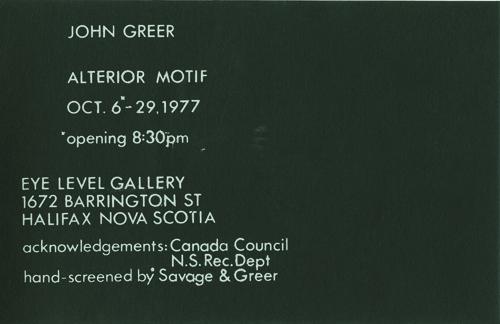 JOHN GREER
ALTERIOR MOTIF
OCT. 6*-29,1977
*opening 8:30pm
EYE LEVEL GALLERY
1672 BARRINGTON ST
HALIFAX NOVA SCOTIA
acknowledgements: Canada Council
N.S. Rec. Dept
hand-screened by: Savage & Greer